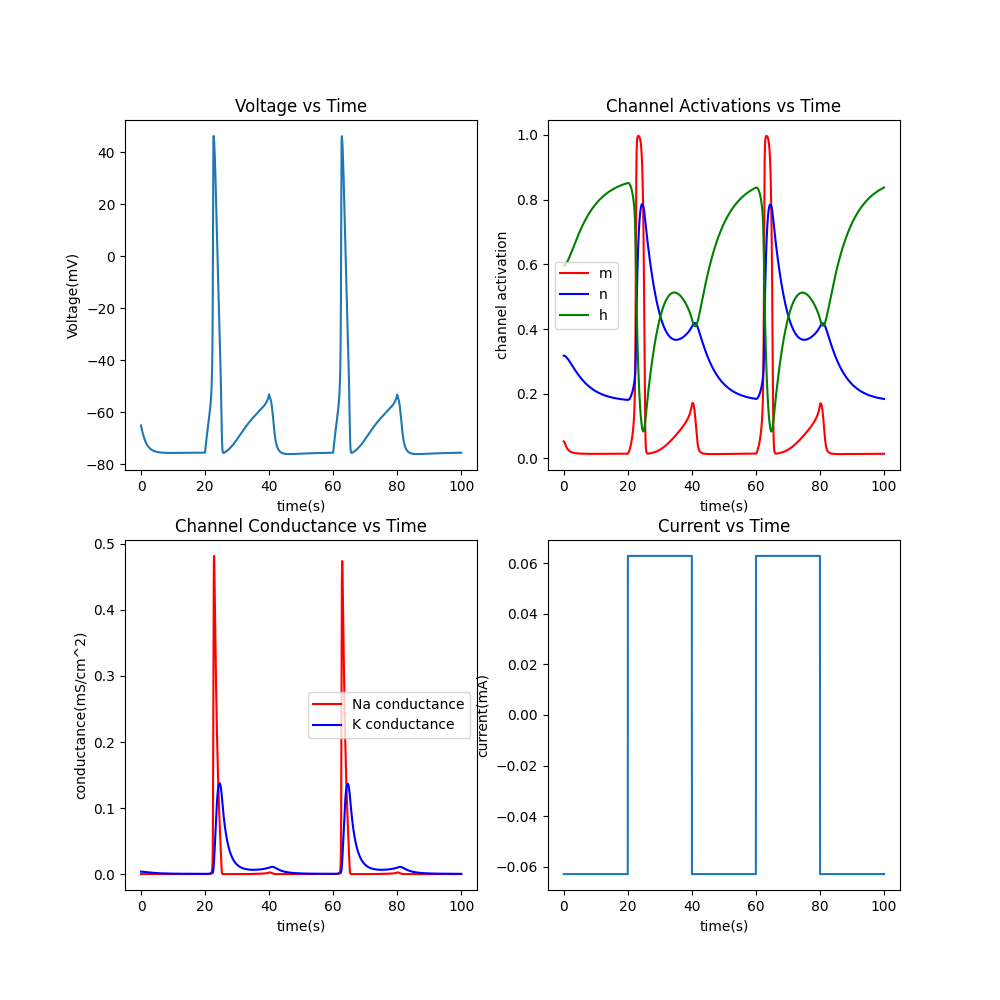 Voltage vs Time
Voltage(mV)
40
20
0
−20
−40
−60
−80
0 20 40 60 80 100
time(s)
Channel Activations vs Time
channel activation
1.0
0.8
0.6
0.4
0.2
0.0
m
n
h
0 20 40 60 80 100
time(s)
Channel Conductance vs Time
conductance(mS/cm^2)
0.5
0.4
0.3
0.2
0.1
0.0
Na conductance
K conductance
0 20 40 60 80 100
time(s)
Current vs Time
current(mA)
0.06
0.04
0.02
0.00
−0.02
−0.04
−0.06
0 20 40 60 80 100
time(s)